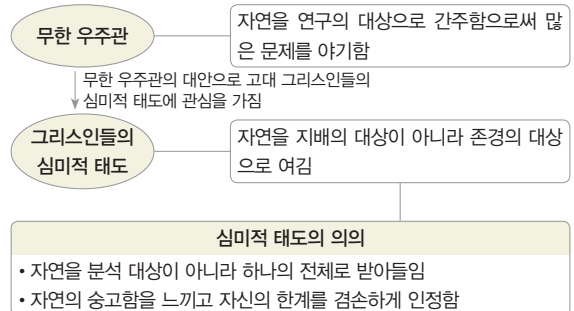 무한 우주관
자연을 연구의 대상으로 간주함으로써 많
은 문제를 야기함
무한 우주관의 대안으로 고대 그리스인들의
심미적 태도에 관심을 가짐
그리스인들의
심미적 태도
자연을 지배의 대상이 아니라 존경의 대상
으로 여김
심미적 태도의 의의
• 자연을 분석 대상이 아니라 하나의 전체로 받아들임
• 자연의 숭고함을 느끼고 자신의 한계를 겸손하게 인정함